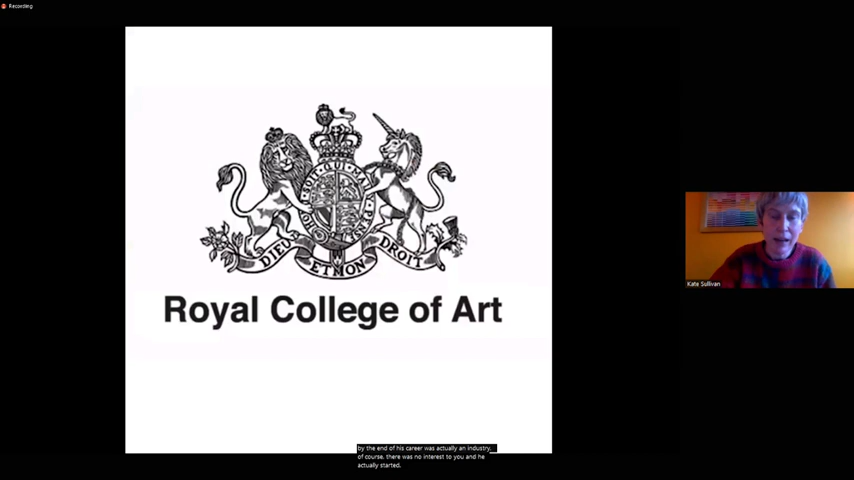 Recording
HONI·SOIT·QUI·MAL·Y·PENSE
DIEU ET MON DROIT
Royal College of Art
Kate Sullivan
by the end of his career was actually an industry,
of course, there was no interest to you and he
actually started.